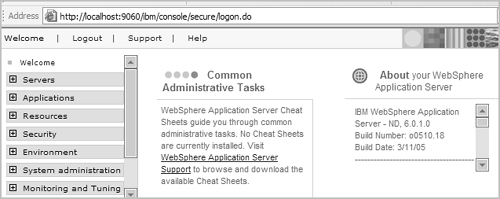 Address http://localhost:9060/ibm/console/secure/logon.do
Welcome | Logout | Support | Help
Welcome
Servers
Applications
Resources
Security
Environment
System administration
Monitoring and Tuning
Common
Administrative Tasks
WebSphere Application Server Cheat
Sheets guide you through common
administrative tasks. No Cheat Sheets
are currently installed. Visit
WebSphere Application Server
Support to browse and download the
available Cheat Sheets.
About your WebSphere
Application Server
IBM WebSphere Application
Server - ND, 6.0.1.0
Build Number: o0510.18
Build Date: 3/11/05